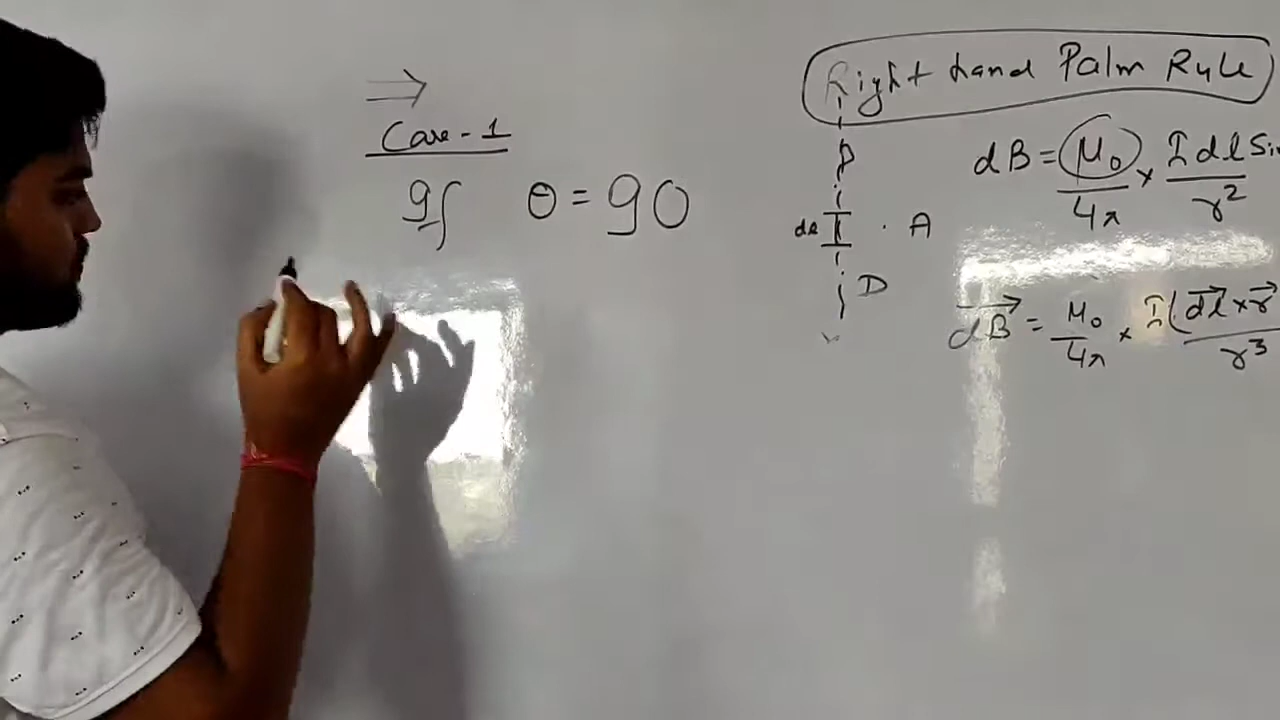 ⇒
Case - 1
If θ = 90
Right hand Palm Rule
dB = μ₀/4π × I dl Sin/r²
dl I . A
D
dB⃗ = μ₀/4π × I(dl⃗ × r⃗/r³